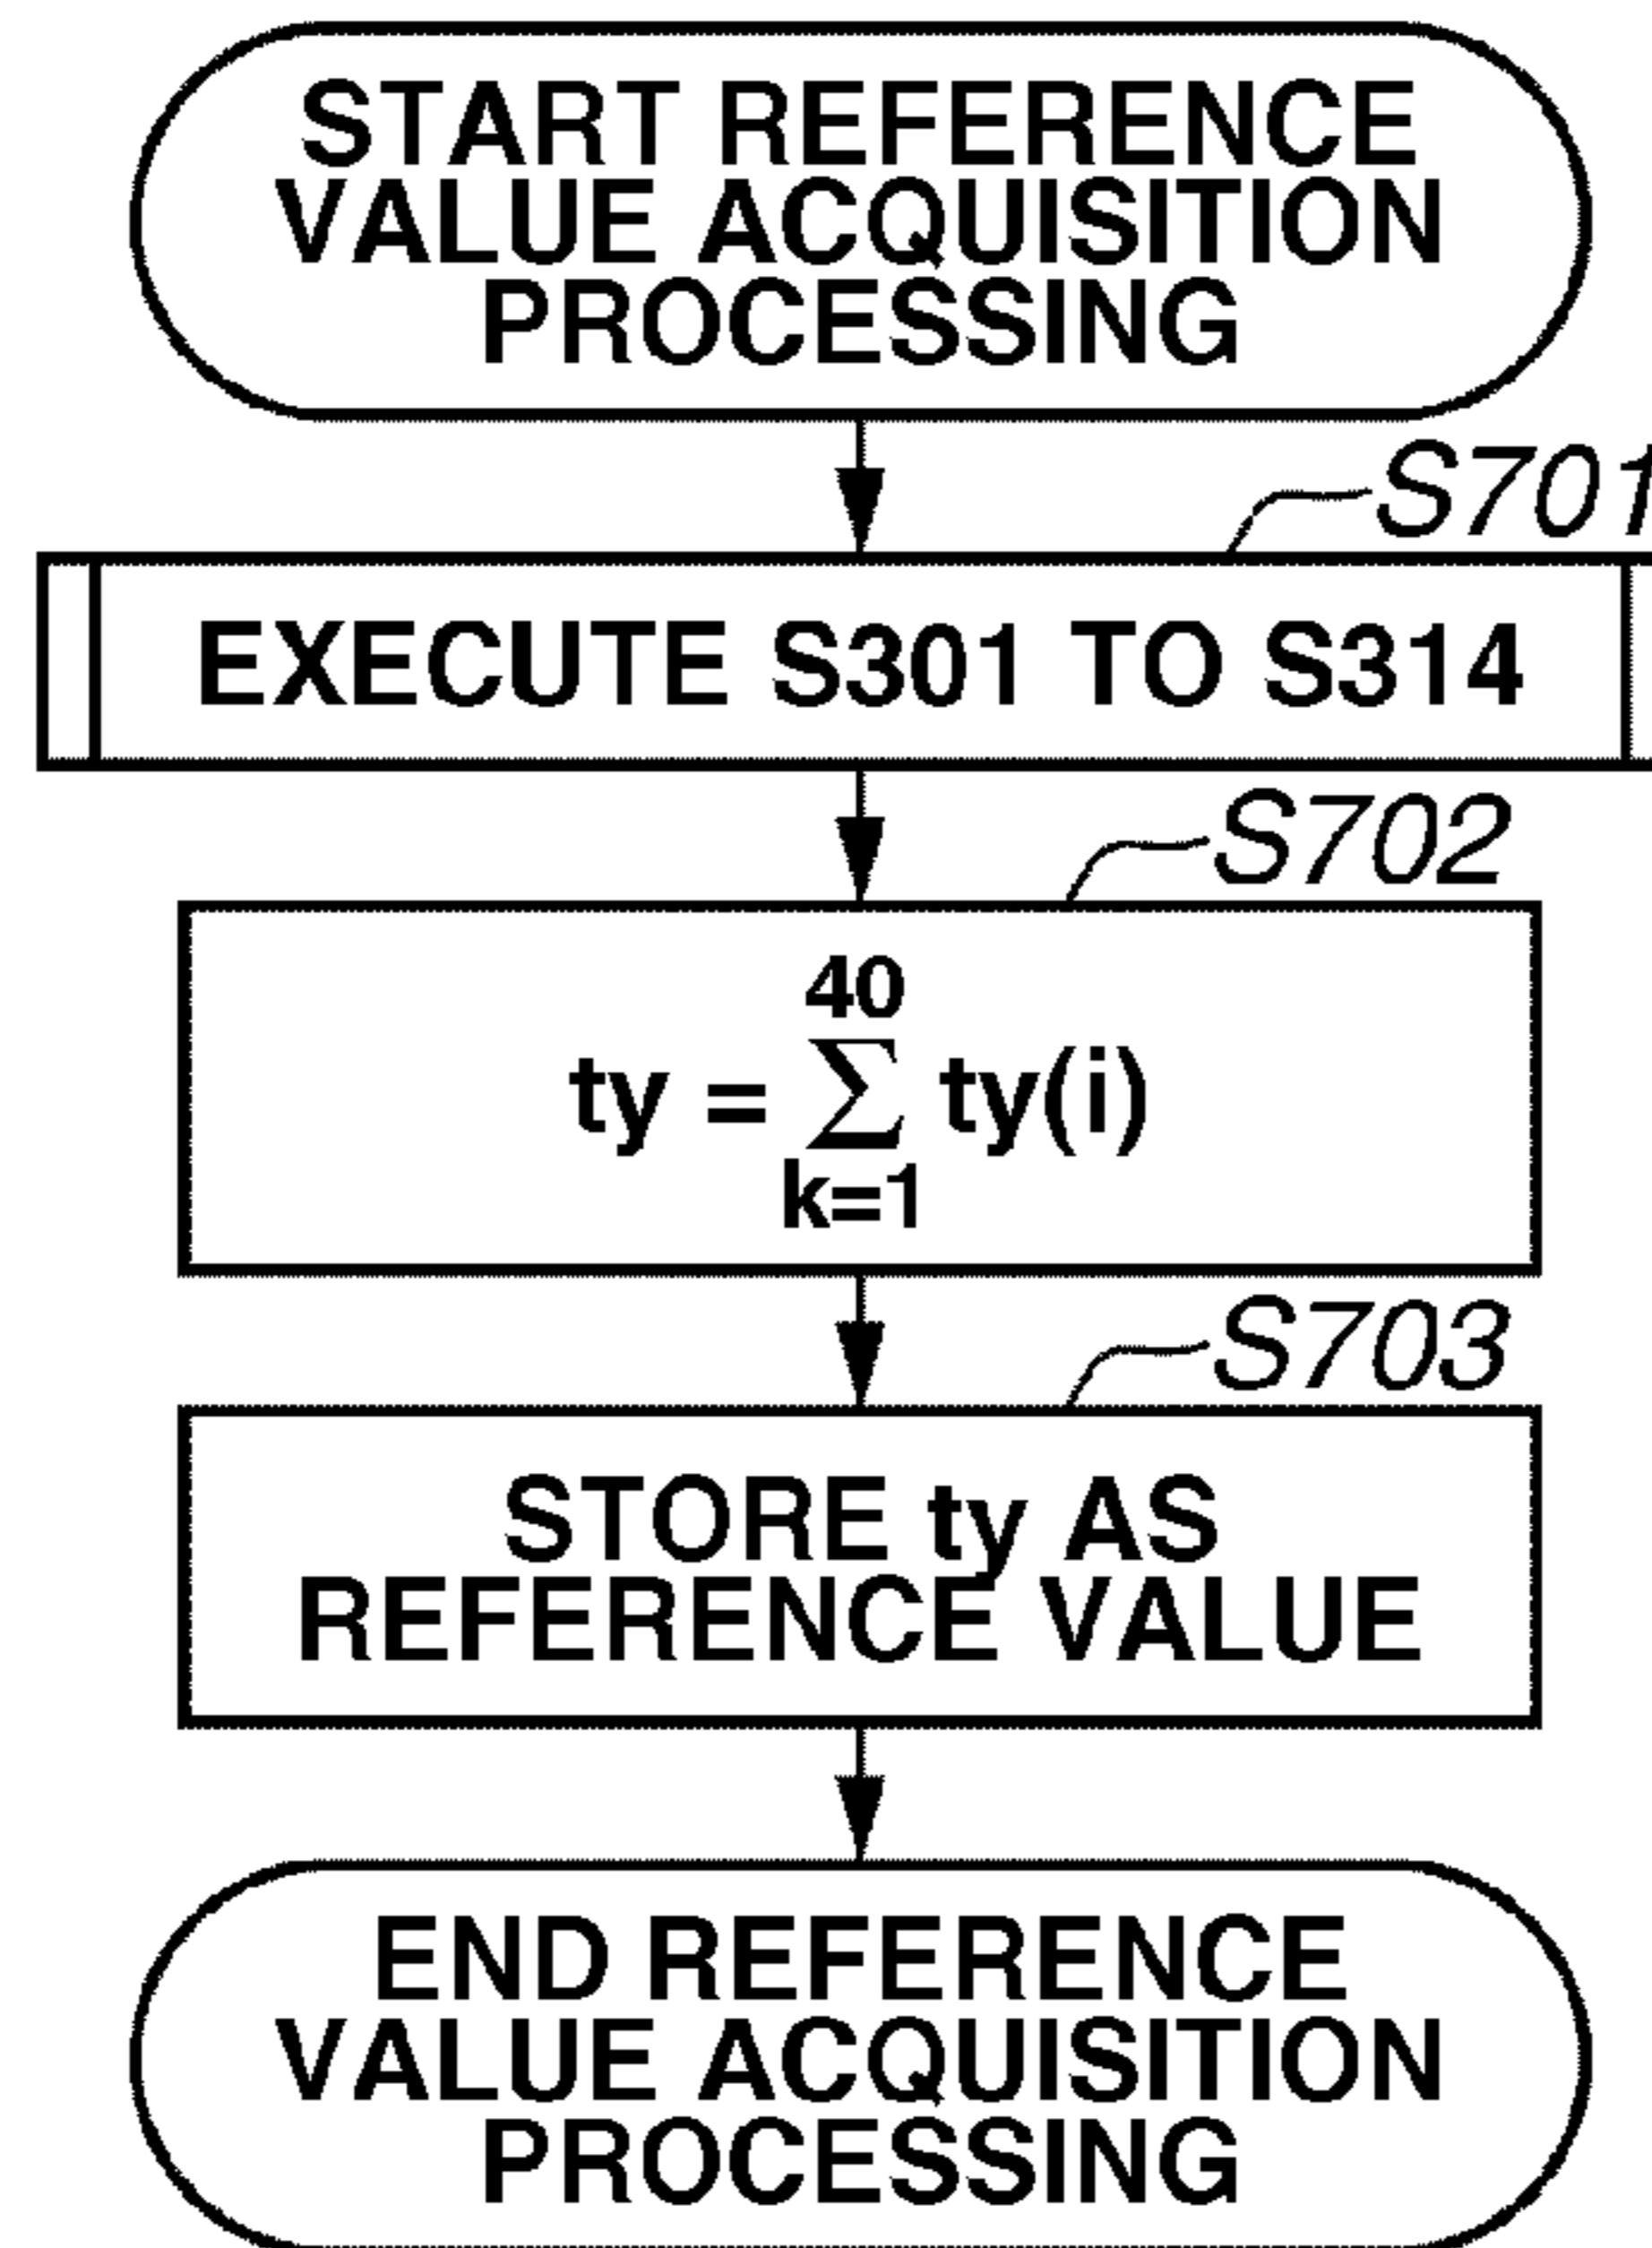 START REFERENCE
VALUE ACQUISITION
PROCESSING
S701
EXECUTE S301 TO S314
S702
40
ty = Σ ty(i)
k=1
S703
STORE ty AS
REFERENCE VALUE
END REFERENCE
VALUE ACQUISITION
PROCESSING